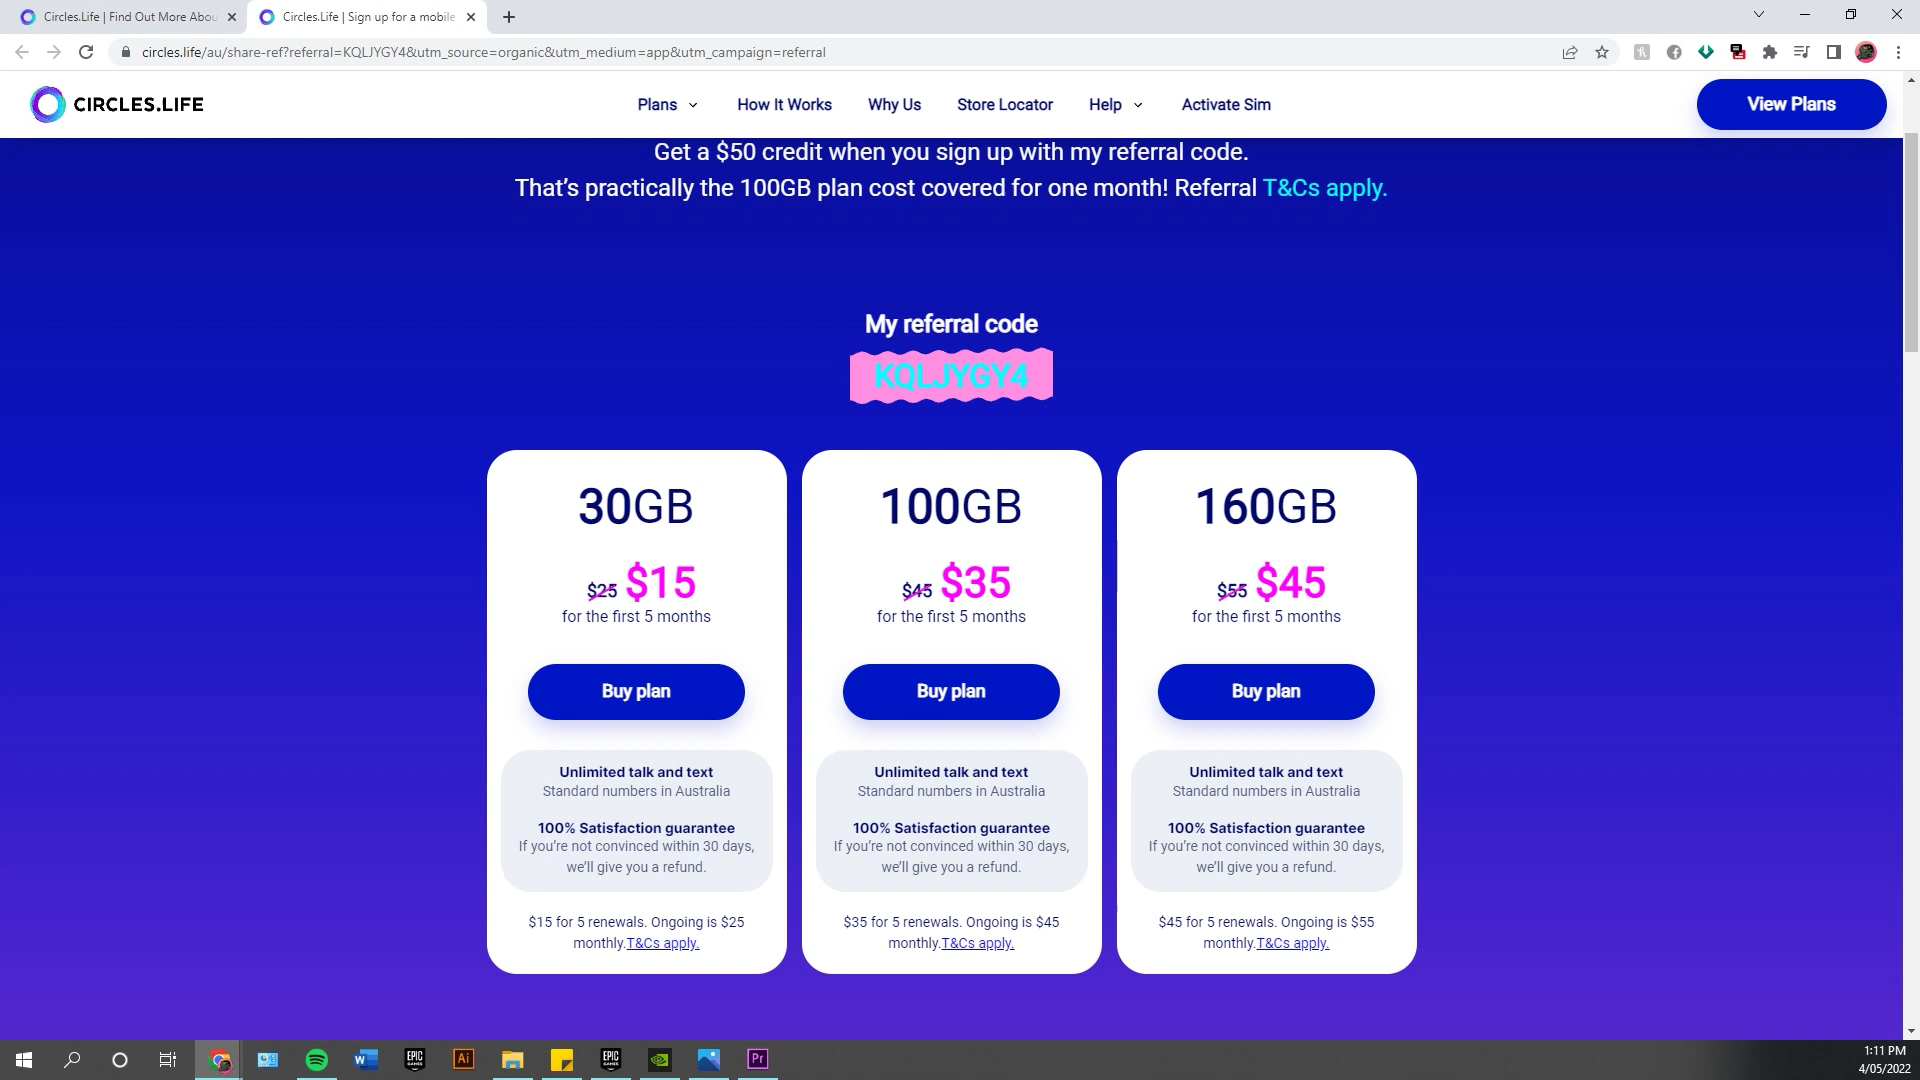 Circles.Life | Find Out More Abou
Circles.Life | Sign up for a mobile
circles.life/au/share-ref?referral=KQLJYGY4&utm_source=organic&utm_medium=app&utm_campaign=referral
CIRCLES.LIFE
Plans
How It Works
Why Us
Store Locator
Help
Activate Sim
View Plans
Get a $50 credit when you sign up with my referral code.
That's practically the 100GB plan cost covered for one month! Referral T&Cs apply.
My referral code
KQLJYGY4
30GB
$25 $15
for the first 5 months
Buy plan
Unlimited talk and text
Standard numbers in Australia
100% Satisfaction guarantee
If you're not convinced within 30 days,
we'll give you a refund.
$15 for 5 renewals. Ongoing is $25
monthly.T&Cs apply.
100GB
$45 $35
for the first 5 months
Buy plan
Unlimited talk and text
Standard numbers in Australia
100% Satisfaction guarantee
If you're not convinced within 30 days,
we'll give you a refund.
$35 for 5 renewals. Ongoing is $45
monthly.T&Cs apply.
160GB
$55 $45
for the first 5 months
Buy plan
Unlimited talk and text
Standard numbers in Australia
100% Satisfaction guarantee
If you're not convinced within 30 days,
we'll give you a refund.
$45 for 5 renewals. Ongoing is $55
monthly.T&Cs apply.
W
EPIC
GAMES
Ai
EPIC
GAMES
Pr
1:11 PM
4/05/2022